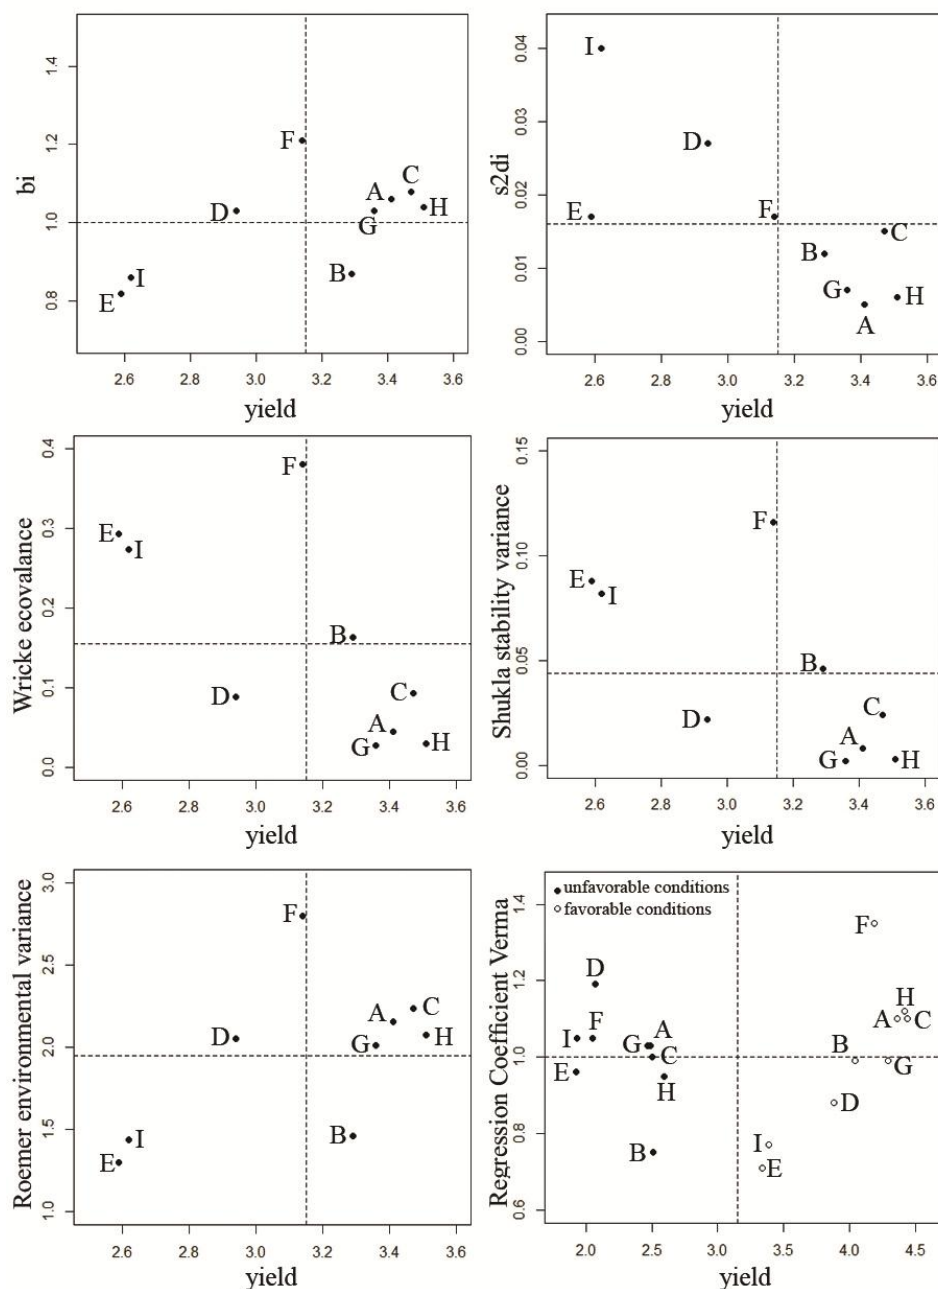 bi
1.4
1.2
1.0
0.8
F
C
A
D
H
G
B
I
E
2.6 2.8 3.0 3.2 3.4 3.6
yield
s2di
0.04
0.03
0.02
0.01
0.00
I
D
E
F
C
B
G
H
A
2.6 2.8 3.0 3.2 3.4 3.6
yield
Wricke ecovalance
0.4
0.3
0.2
0.1
0.0
F
E
I
B
D
C
A
G
H
2.6 2.8 3.0 3.2 3.4 3.6
yield
Shukla stability variance
0.15
0.10
0.05
0.00
F
E
I
B
D
C
A
G
H
2.6 2.8 3.0 3.2 3.4 3.6
yield
Roemer environmental variance
3.0
2.5
2.0
1.5
1.0
F
A
C
D
G
H
B
I
E
2.6 2.8 3.0 3.2 3.4 3.6
yield
Regression Coefficient Verma
1.4
1.2
1.0
0.8
0.6
unfavorable conditions
favorable conditions
F
D
H
I F A A C
G
B
E C G
H
D
B I
E
2.0 2.5 3.0 3.5 4.0 4.5
yield